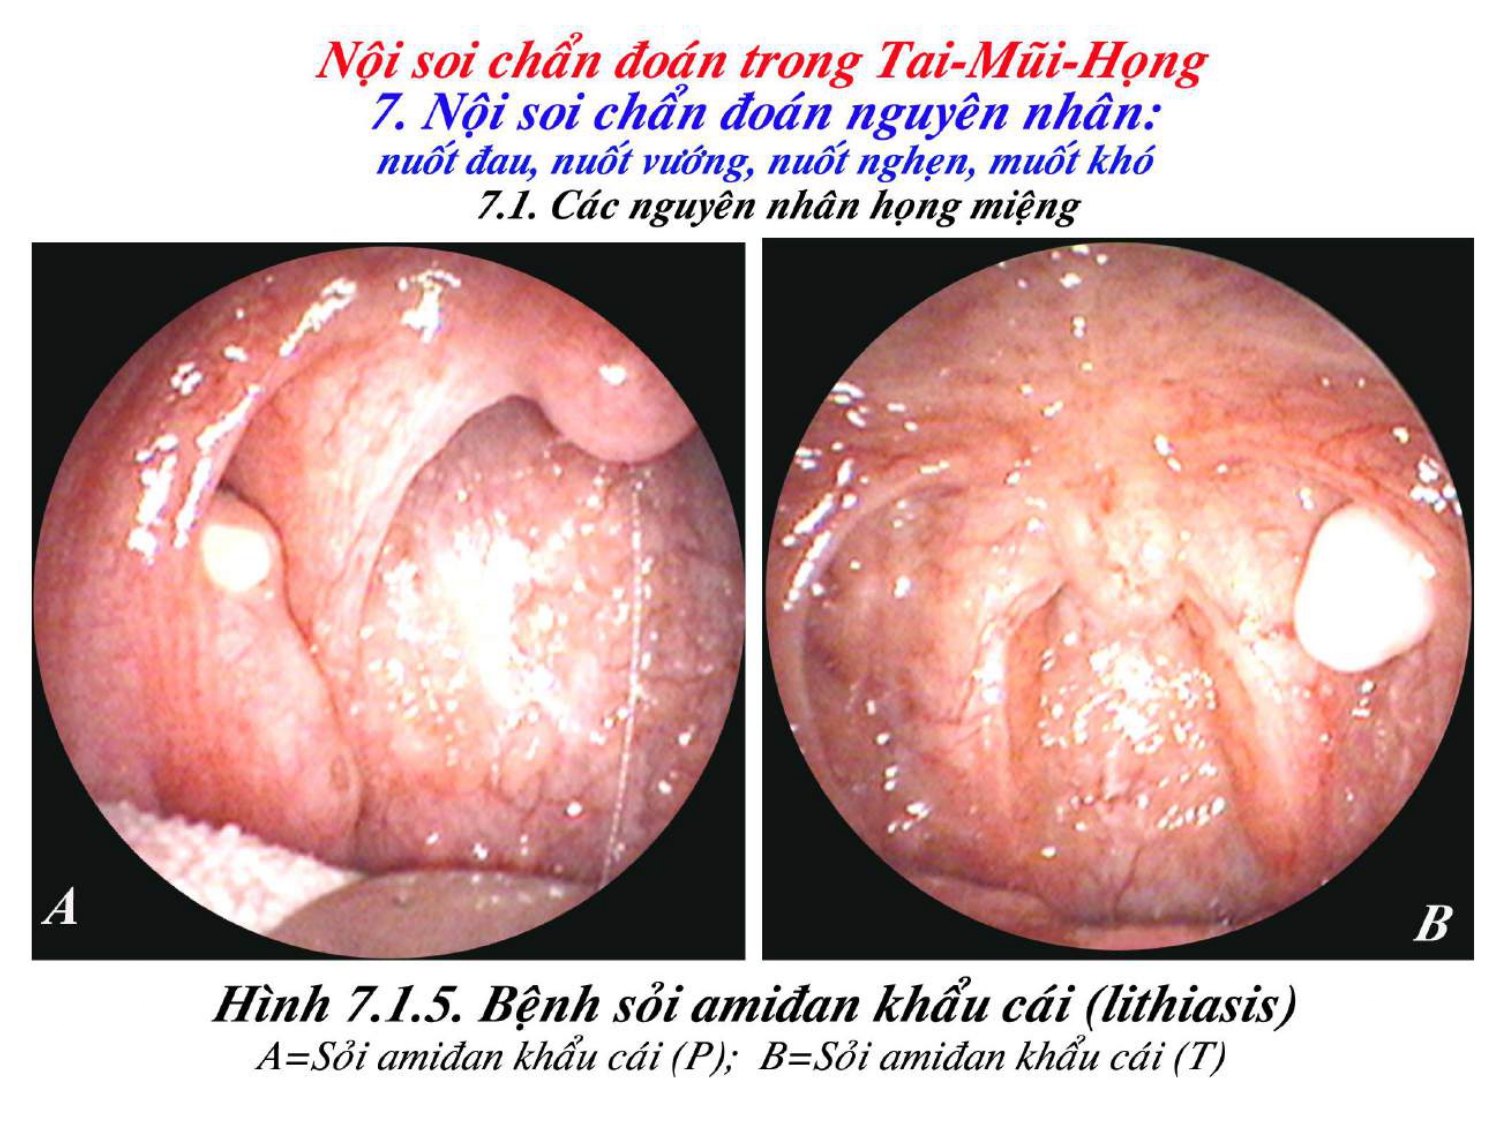 Nội soi chẩn đoán trong Tai-Mũi-Họng
7. Nội soi chẩn đoán nguyên nhân:
nuốt đau, nuốt vướng, nuốt nghẹn, muốt khó
7.1. Các nguyên nhân họng miệng
A
B
Hình 7.1.5. Bệnh sỏi amiđan khẩu cái (lithiasis)
A=Sỏi amiđan khẩu cái (P); B=Sỏi amiđan khẩu cái (T)